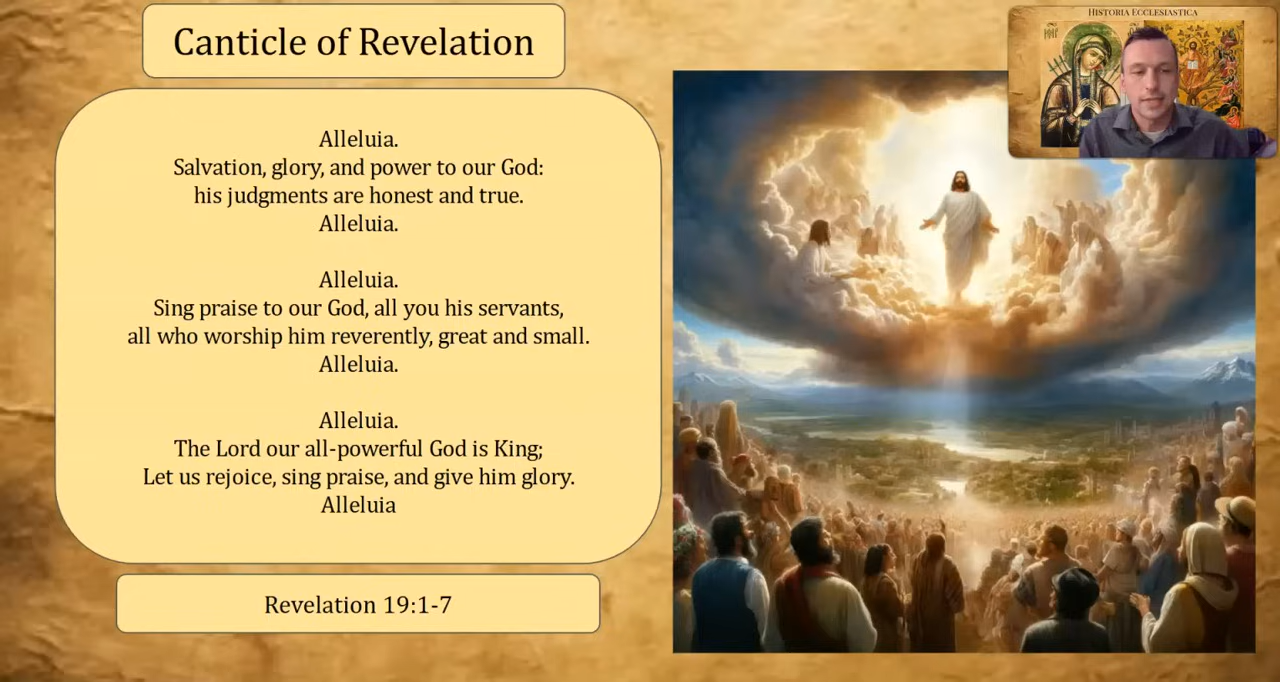 Canticle of Revelation
HISTORIA ECCLESIASTICA
Alleluia.
Salvation, glory, and power to our God:
his judgments are honest and true.
Alleluia.
Alleluia.
Sing praise to our God, all you his servants,
all who worship him reverently, great and small.
Alleluia.
Alleluia.
The Lord our all-powerful God is King;
Let us rejoice, sing praise, and give him glory.
Alleluia
Revelation 19:1-7